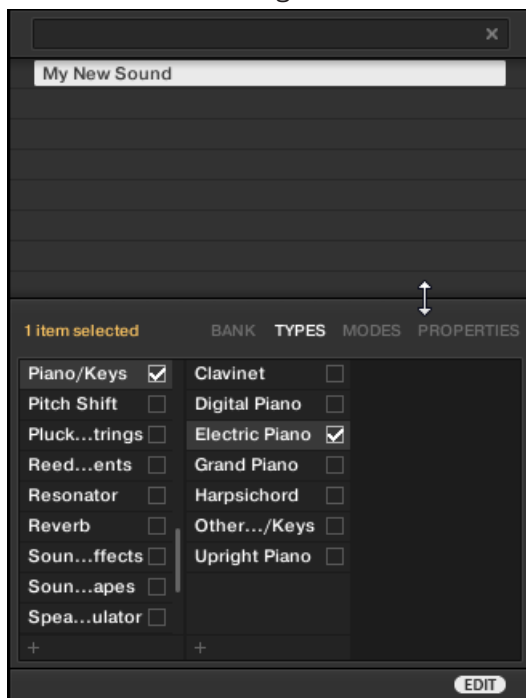 My New Sound
1 item selected
BANK TYPES MODES PROPERTIES
Piano/Keys Clavinet
Pitch Shift Digital Piano
Pluck...trings Electric Piano
Reed...ents Grand Piano
Resonator Harpsichord
Reverb Other.../Keys
Soun...ffects Upright Piano
Soun...apes
Spea...ulator
+ +
EDIT